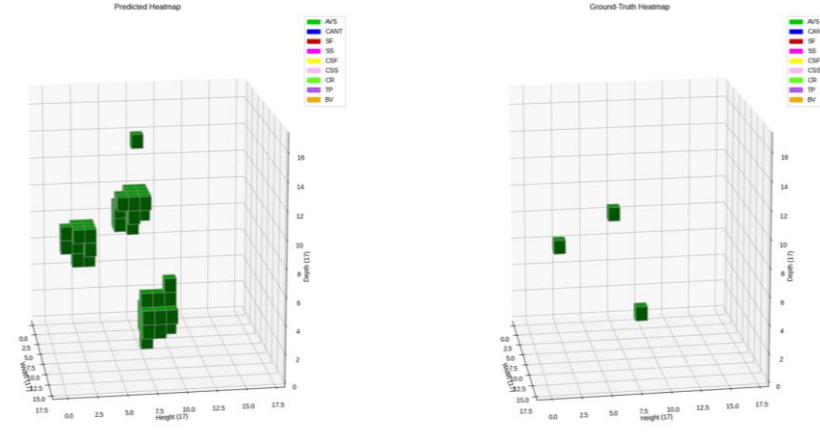 Predicted Heatmap
AVS
CANT
SF
SS
CSF
CSS
CR
TP
BV
16
14
12
10
8
6
4
2
0
Depth (17)
0.0
2.5
5.0
7.5
10.0
12.5
15.0
17.5
0.0
2.5
5.0
7.5
10.0
12.5
15.0
17.5
Height (17)
Ground-Truth Heatmap
AVS
CAN
SF
SS
CSF
CSS
CR
TP
BV
16
14
12
10
8
6
4
2
0
Depth (17)
0.0
2.5
5.0
7.5
10.0
12.5
15.0
17.5
0.0
2.5
5.0
7.5
10.0
12.5
15.0
17.5
Height (17)